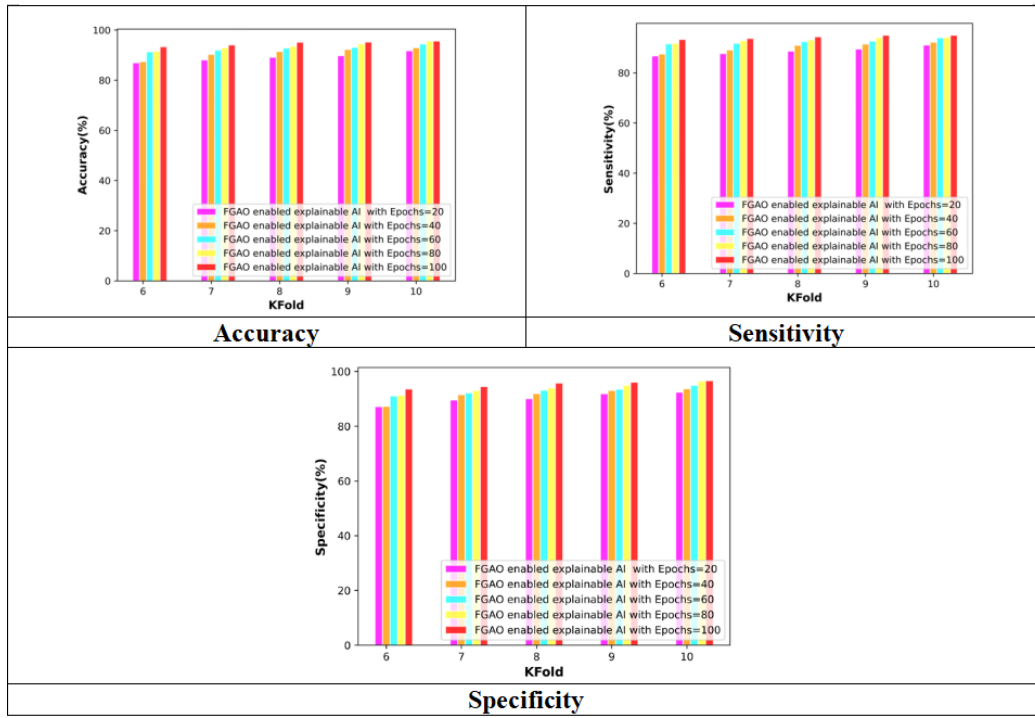 100
80
60
40
20
0
Accuracy(%)
FGAO enabled explainable AI with Epochs=20
FGAO enabled explainable AI with Epochs=40
FGAO enabled explainable AI with Epochs=60
FGAO enabled explainable AI with Epochs=80
FGAO enabled explainable AI with Epochs=100
6 7 8 9 10
KFold
Accuracy
80
60
40
20
0
Sensitivity(%)
FGAO enabled explainable AI with Epochs=20
FGAO enabled explainable AI with Epochs=40
FGAO enabled explainable AI with Epochs=60
FGAO enabled explainable AI with Epochs=80
FGAO enabled explainable AI with Epochs=100
6 7 8 9 10
KFold
Sensitivity
100
80
60
40
20
0
Specificity(%)
FGAO enabled explainable AI with Epochs=20
FGAO enabled explainable AI with Epochs=40
FGAO enabled explainable AI with Epochs=60
FGAO enabled explainable AI with Epochs=80
FGAO enabled explainable AI with Epochs=100
6 7 8 9 10
KFold
Specificity